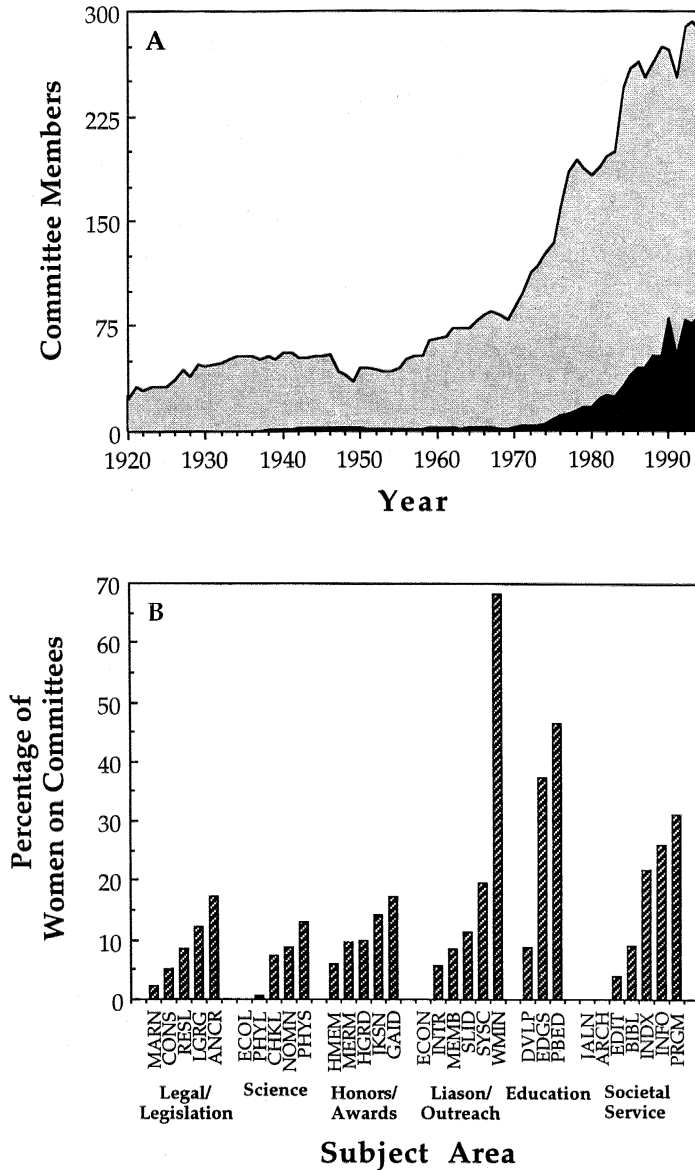 A
Committee Members
300
225
150
75
0
1920 1930 1940 1950 1960 1970 1980 1990
Year
B
Percentage of
Women on Committees
70
60
50
40
30
20
10
0
MARN CONS RESL LGRG ANCR ECOL PHYL CHKL NOMN PHYS HMEM MERM HGRD JKSN GAID ECON INTR MEMB SLID SYSC WMIN DVLP EDGS PBED JALN ARCH EDIT BIBL INDX INFO PRGM
Legal/ Science Honors/ Liason/ Education Societal
Legislation Awards Outreach Service
Subject Area